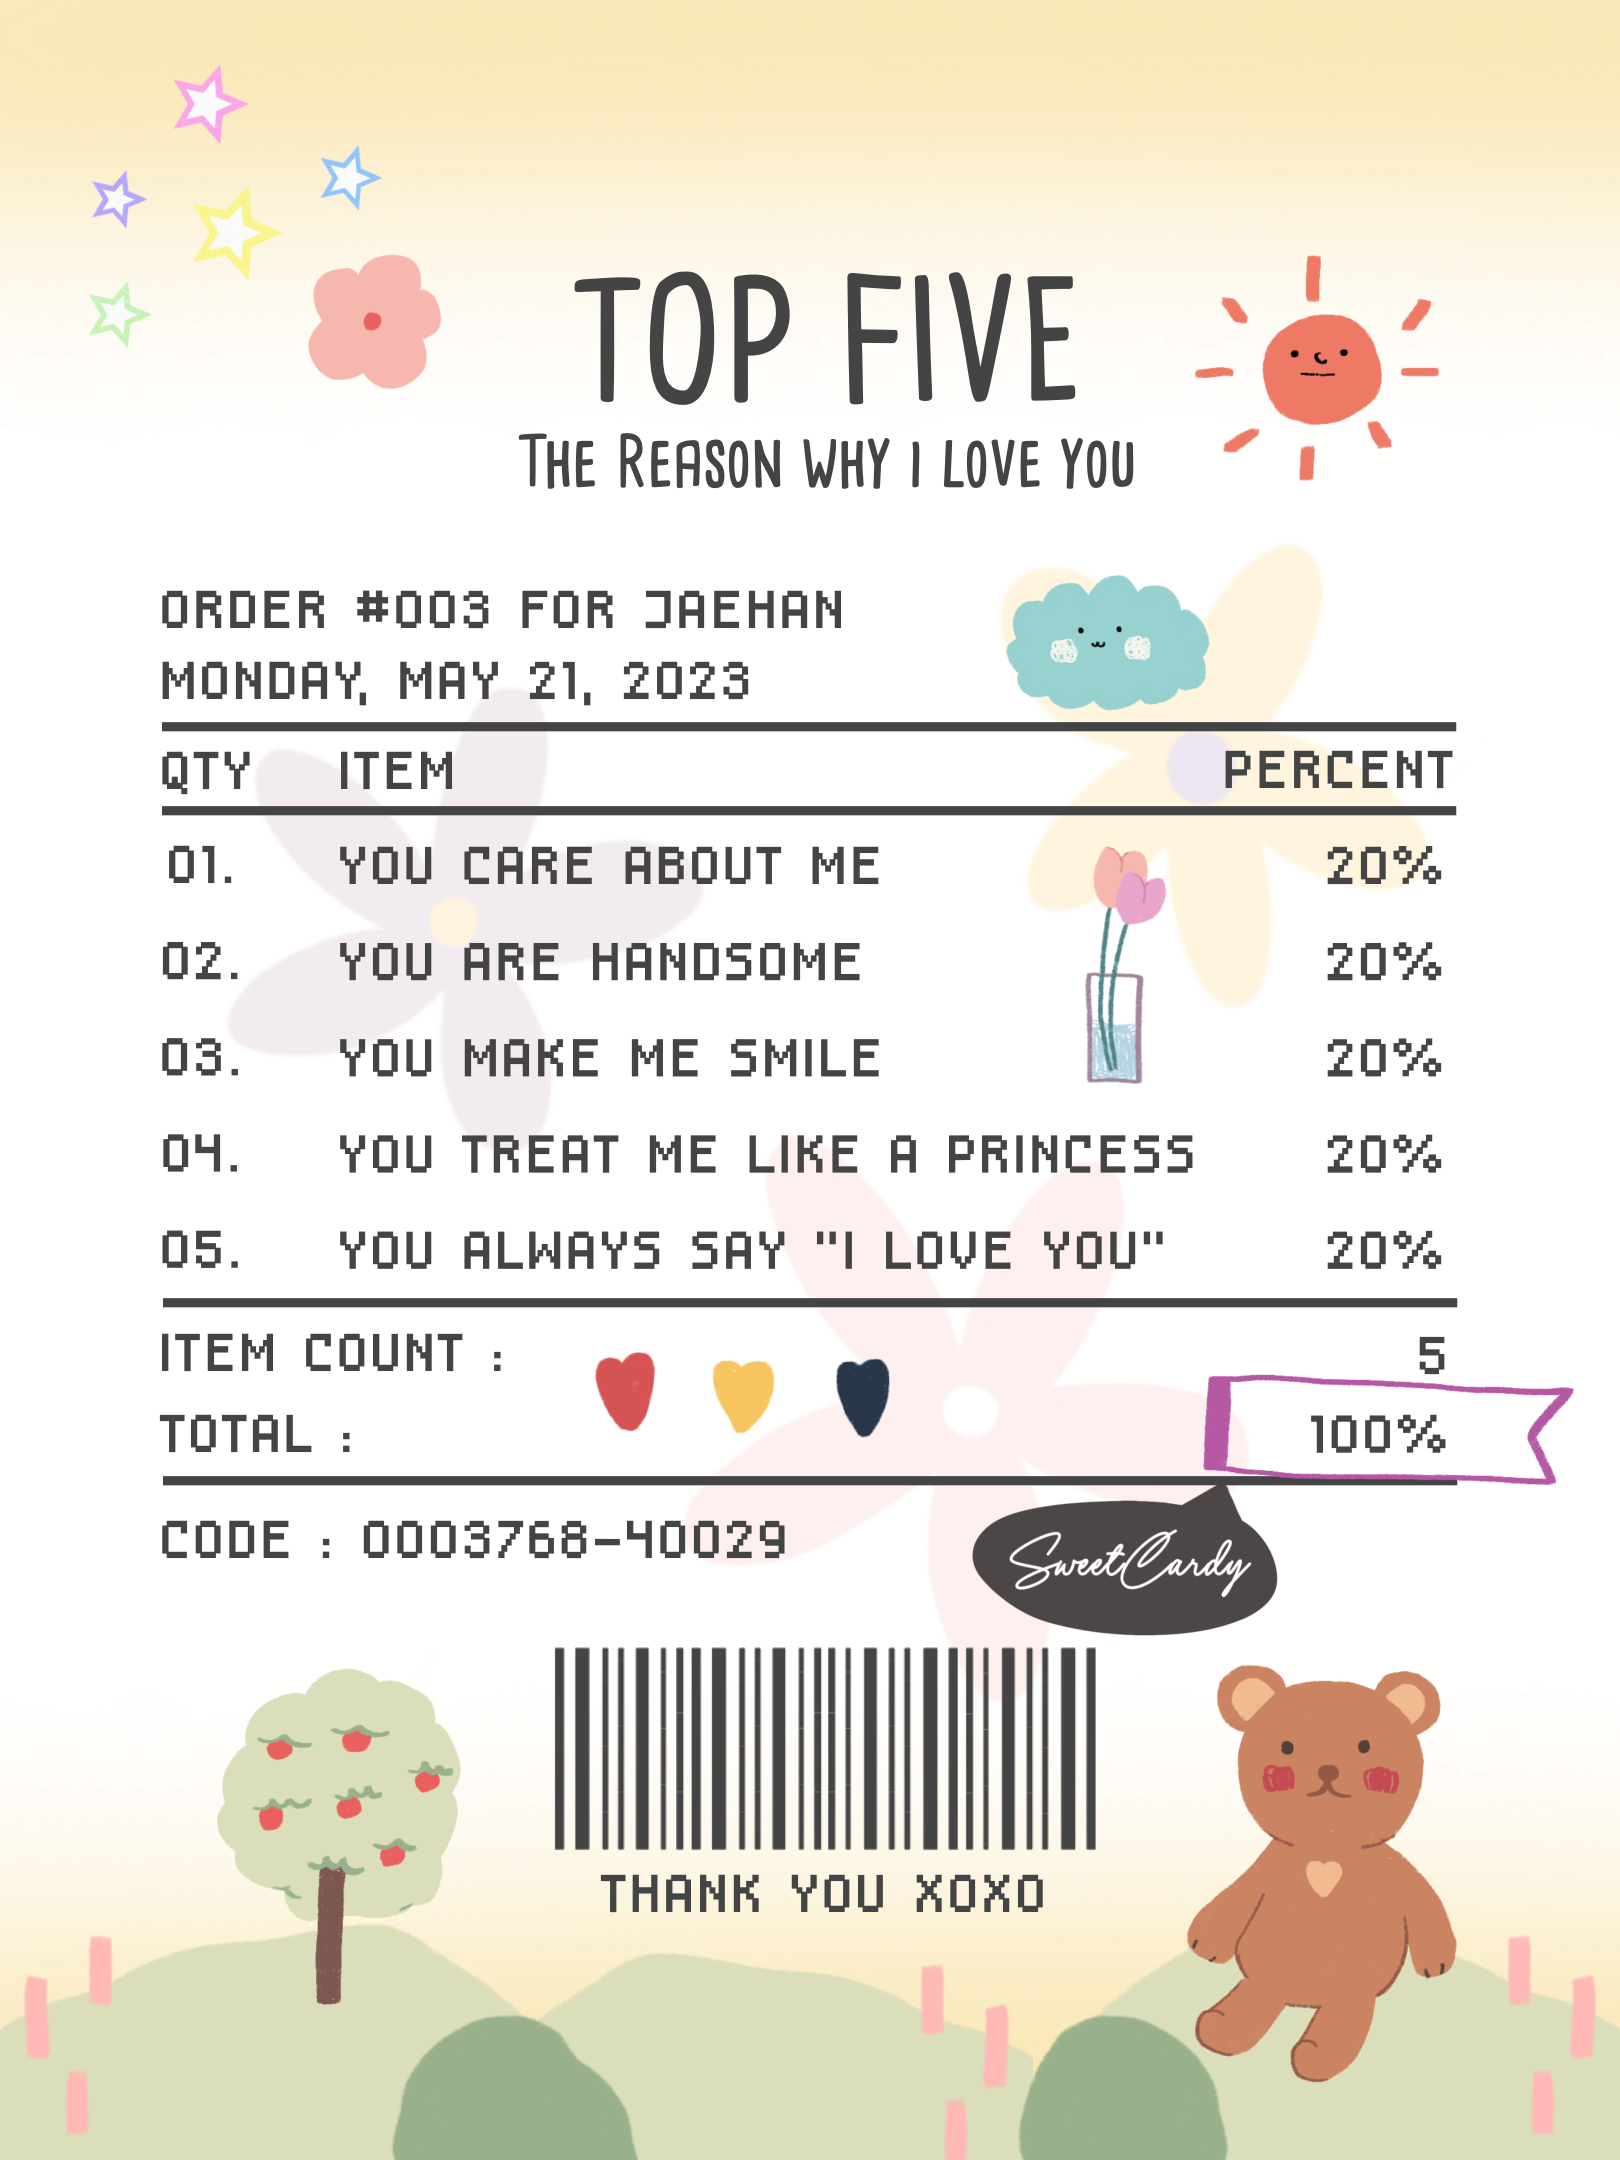 TOP FIVE
THE REASON WHY I LOVE YOU
ORDER #003 FOR JAEHAN
MONDAY, MAY 21, 2023
QTY ITEM PERCENT
01. YOU CARE ABOUT ME 20%
02. YOU ARE HANDSOME 20%
03. YOU MAKE ME SMILE 20%
04. YOU TREAT ME LIKE A PRINCESS 20%
05. YOU ALWAYS SAY "I LOVE YOU" 20%
ITEM COUNT : 5
TOTAL : 100%
CODE : 0003768-40029
SweetCardy
THANK YOU XOXO